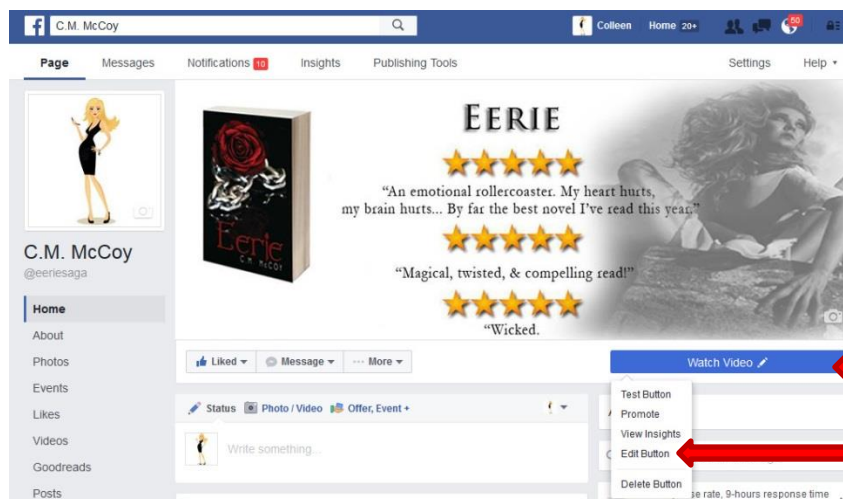 C.M. McCoy
Colleen Home 20+ 50
Page Messages Notifications 10 Insights Publishing Tools Settings Help
EERIE
“An emotional rollercoaster. My heart hurts,
my brain hurts... By far the best novel I've read this year.”
“Magical, twisted, & compelling read!”
“Wicked.
Eerie
C.M. McCOY
C.M. McCoy
@eeriesaga
Home
About
Photos
Events
Likes
Videos
Goodreads
Posts
Liked Message ... More Watch Video
Test Button
Promote
View Insights
Edit Button
Delete Button
Status Photo / Video Offer, Event +
Write something...
se rate, 9-hours response time